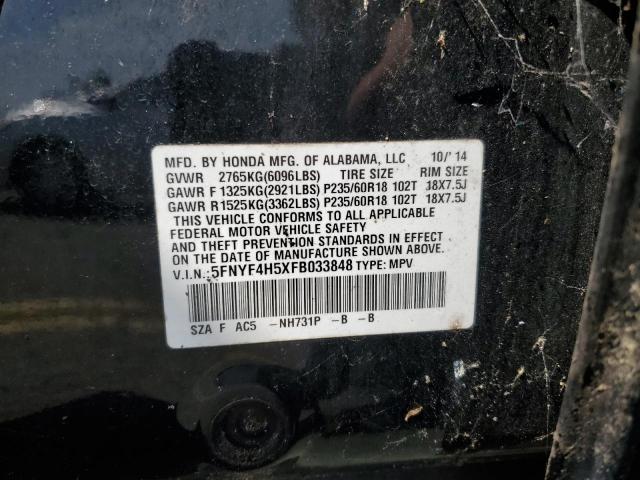 MFD. BY HONDA MFG. OF ALABAMA, LLC 10/'14
GVWR 2765KG(6096LBS) TIRE SIZE RIM SIZE
GAWR F 1325KG(2921LBS) P235/60R18 102T 18X7.5J
GAWR R1525KG(3362LBS) P235/60R18 102T 18X7.5J
THIS VEHICLE CONFORMS TO ALL APPLICABLE
FEDERAL MOTOR VEHICLE SAFETY
AND THEFT PREVENTION STANDARDS IN EFFECT
ON THE DATE OF MANUFACTURE SHOWN ABOVE.
V.I.N.: 5FNYF4H5XFB033848 TYPE: MPV
SZA F AC5 -NH731P -B -B